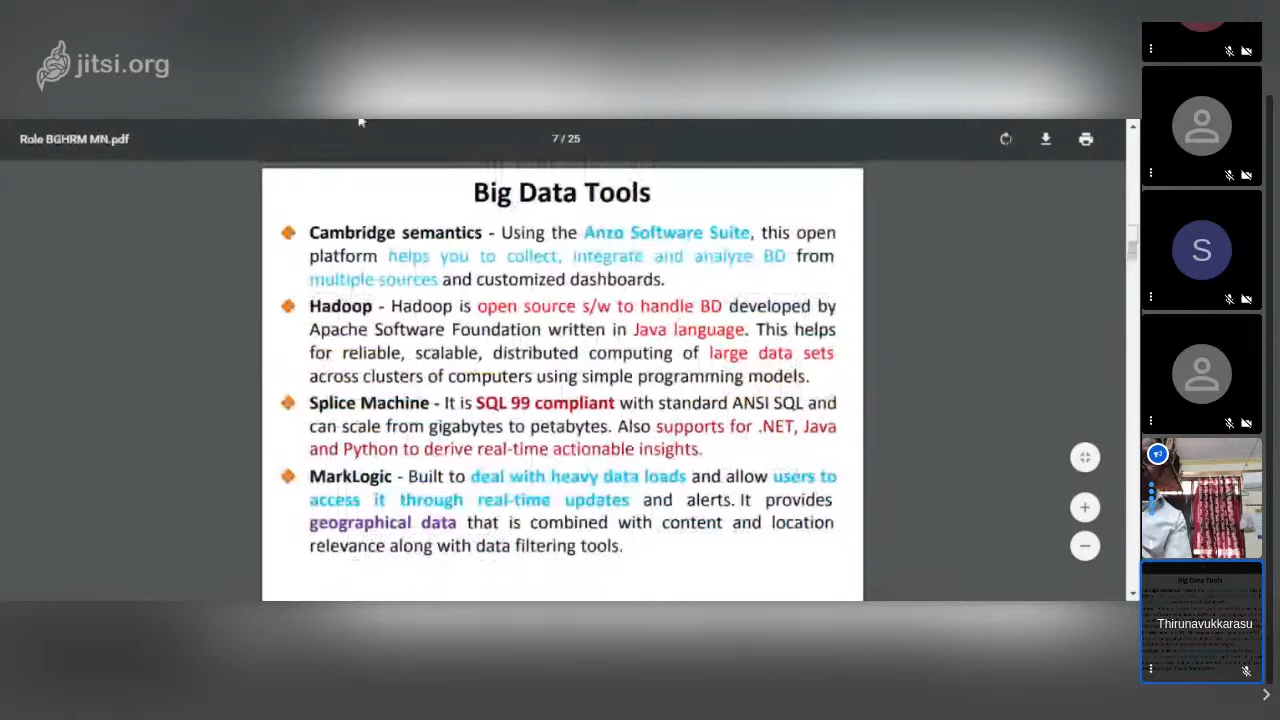 jitsi.org
Role BGHRM MN.pdf
7 / 25
Big Data Tools
Cambridge semantics - Using the Anzo Software Suite, this open
platform helps you to collect, integrate and analyze BD from
multiple sources and customized dashboards.
Hadoop - Hadoop is open source s/w to handle BD developed by
Apache Software Foundation written in Java language. This helps
for reliable, scalable, distributed computing of large data sets
across clusters of computers using simple programming models.
Splice Machine - It is SQL 99 compliant with standard ANSI SQL and
can scale from gigabytes to petabytes. Also supports for .NET, Java
and Python to derive real-time actionable insights.
MarkLogic - Built to deal with heavy data loads and allow users to
access it through real-time updates and alerts. It provides
geographical data that is combined with content and location
relevance along with data filtering tools.
S
Big Data Tools
Thirunavukkarasu